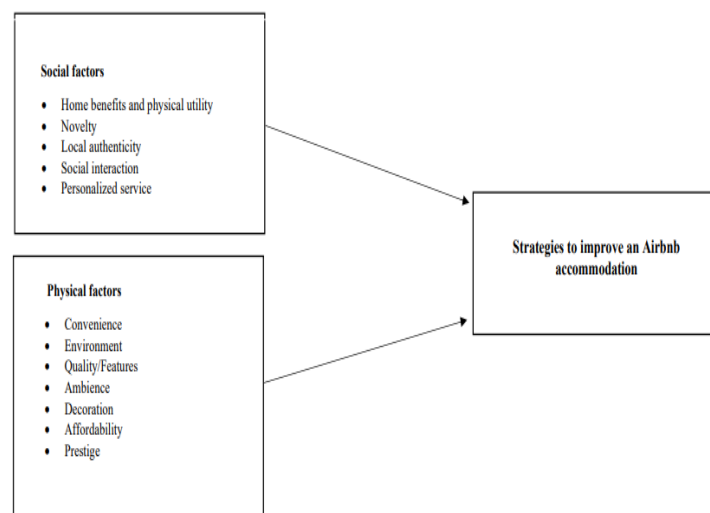 Social factors
• Home benefits and physical utility
• Novelty
• Local authenticity
• Social interaction
• Personalized service
Physical factors
• Convenience
• Environment
• Quality/Features
• Ambience
• Decoration
• Affordability
• Prestige
Strategies to improve an Airbnb
accommodation